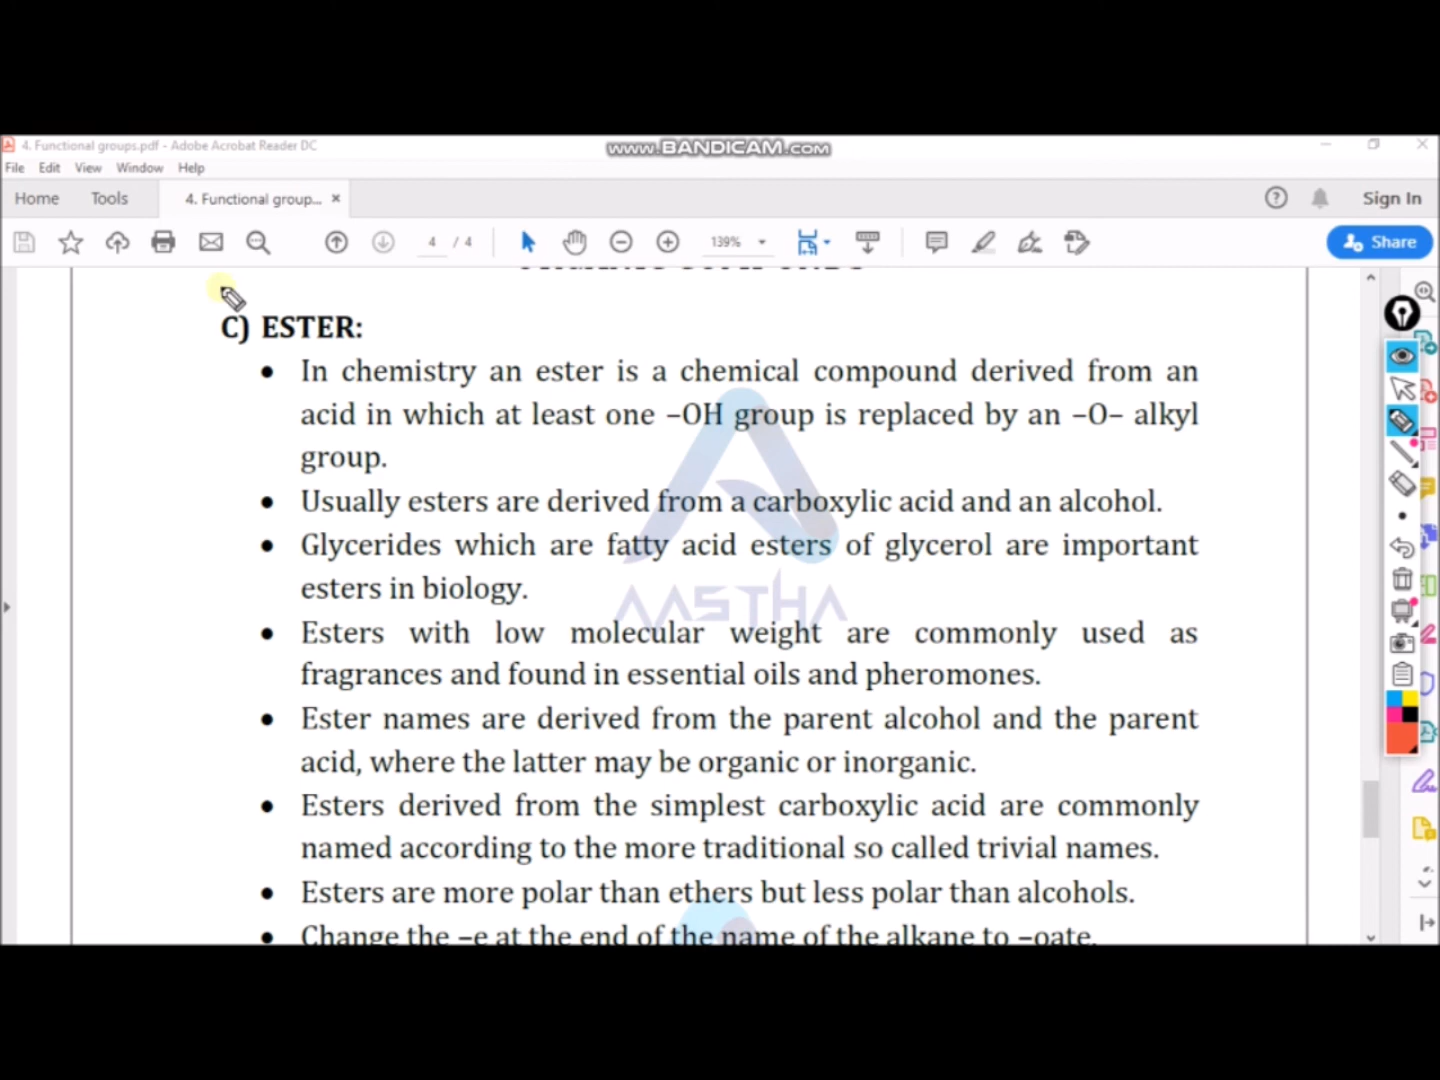 4. Functional groups.pdf - Adobe Acrobat Reader DC
www.BANDICAM.com
File Edit View Window Help
Home Tools 4. Functional group... × Sign In
4 / 4 139% Share
C) ESTER:
• In chemistry an ester is a chemical compound derived from an
acid in which at least one –OH group is replaced by an –O– alkyl
group.
• Usually esters are derived from a carboxylic acid and an alcohol.
• Glycerides which are fatty acid esters of glycerol are important
esters in biology.
AASTHA
• Esters with low molecular weight are commonly used as
fragrances and found in essential oils and pheromones.
• Ester names are derived from the parent alcohol and the parent
acid, where the latter may be organic or inorganic.
• Esters derived from the simplest carboxylic acid are commonly
named according to the more traditional so called trivial names.
• Esters are more polar than ethers but less polar than alcohols.
• Change the –e at the end of the name of the alkane to –oate.